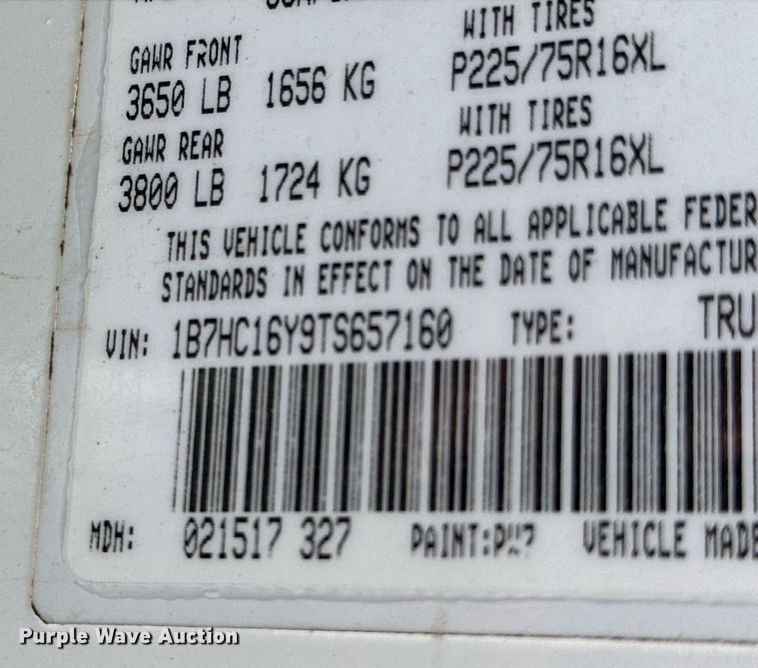 GAWR FRONT WITH TIRES
3650 LB 1656 KG P225/75R16XL
GAWR REAR WITH TIRES
3800 LB 1724 KG P225/75R16XL
THIS VEHICLE CONFORMS TO ALL APPLICABLE FEDER
STANDARDS IN EFFECT ON THE DATE OF MANUFACTUR
VIN: 1B7HC16Y9TS657160 TYPE: TRU
MDH: 021517 327 PAINT: VEHICLE MADE
Purple Wave Auction